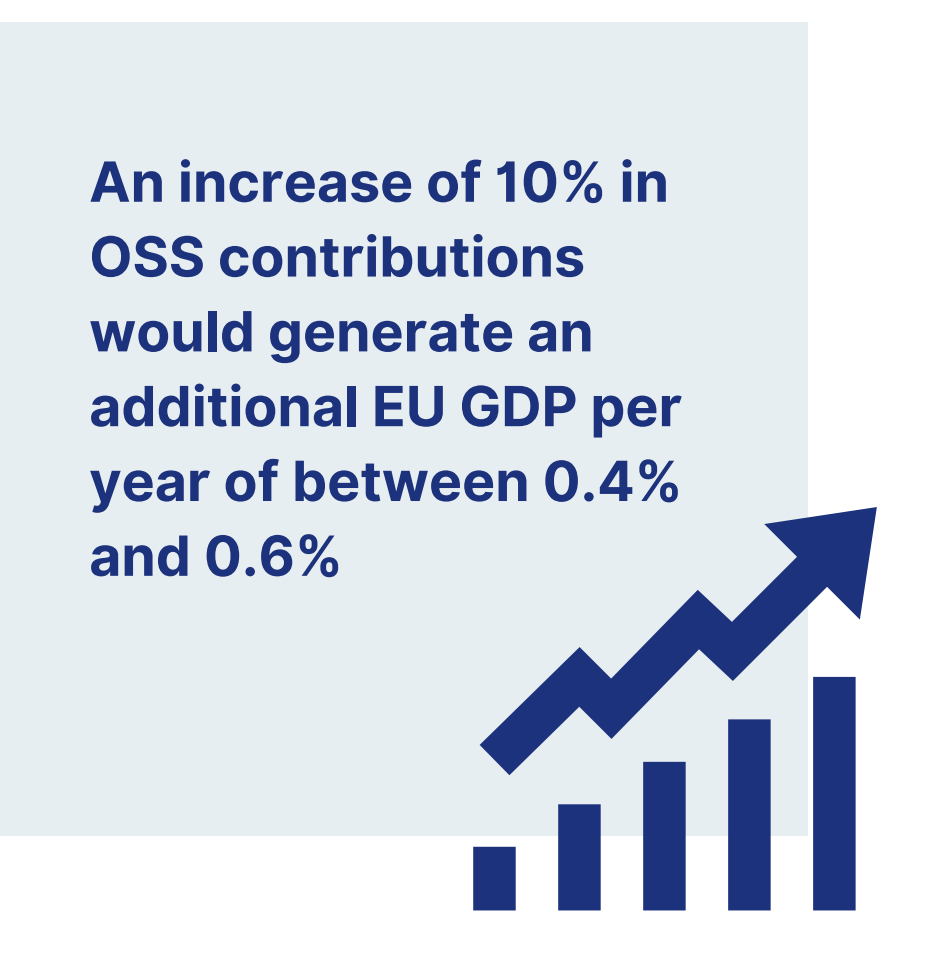 An increase of 10% in
OSS contributions
would generate an
additional EU GDP per
year of between 0.4%
and 0.6%